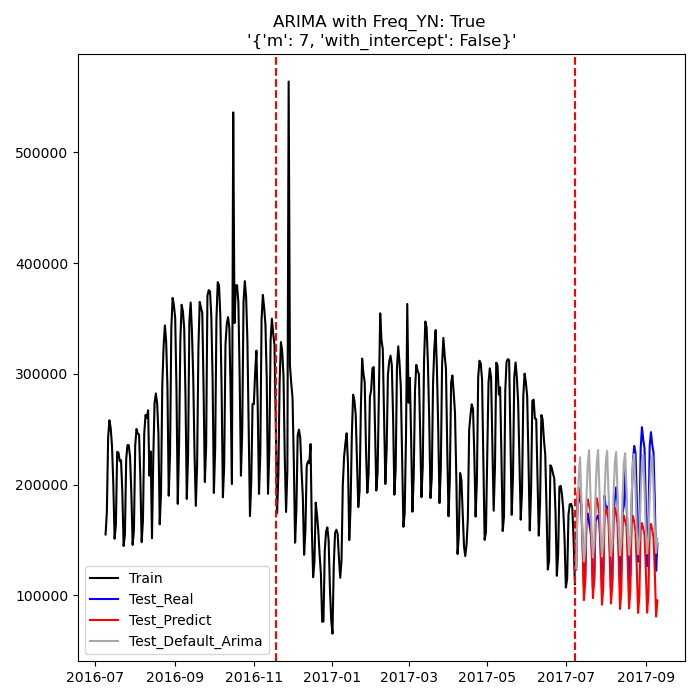 ARIMA with Freq_YN: True
'{'m': 7, 'with_intercept': False}'
500000
400000
300000
200000
100000
Train
Test_Real
Test_Predict
Test_Default_Arima
2016-07 2016-09 2016-11 2017-01 2017-03 2017-05 2017-07 2017-09